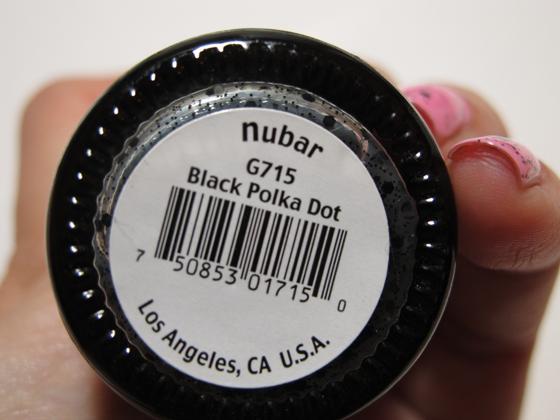 nubar
G715
Black Polka Dot
7 50853 01715 0
Los Angeles, CA U.S.A.